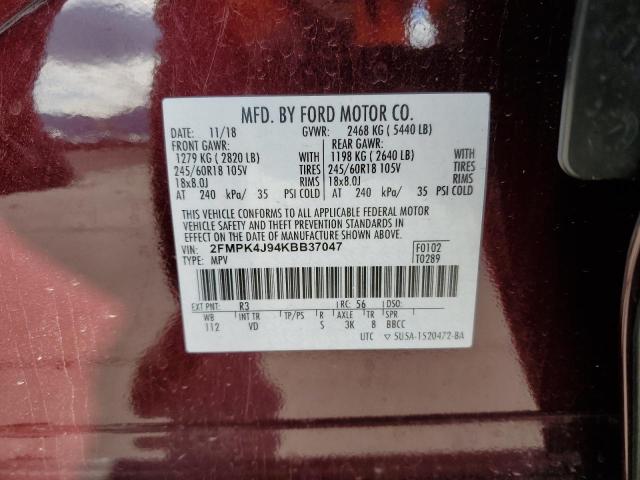 MFD. BY FORD MOTOR CO.
DATE: 11/18 GVWR: 2468 KG ( 5440 LB)
FRONT GAWR: REAR GAWR:
1279 KG ( 2820 LB) WITH 1198 KG ( 2640 LB) WITH
245/60R18 105V TIRES 245/60R18 105V TIRES
18x8.0J RIMS 18x8.0J RIMS
AT 240 kPa/ 35 PSI COLD AT 240 kPa/ 35 PSI COLD
THIS VEHICLE CONFORMS TO ALL APPLICABLE FEDERAL MOTOR
VEHICLE SAFETY AND THEFT PREVENTION STANDARDS IN
EFFECT ON THE DATE OF MANUFACTURE SHOWN ABOVE.
VIN: 2FMPK4J94KBB37047 F0102
TYPE: MPV T0289
EXT PNT: R3 RC: 56 DSO:
WB INT TR TP/PS R AXLE TR SPR
112 VD S 3K 8 BBCC
UTC 5USA-1520472-BA